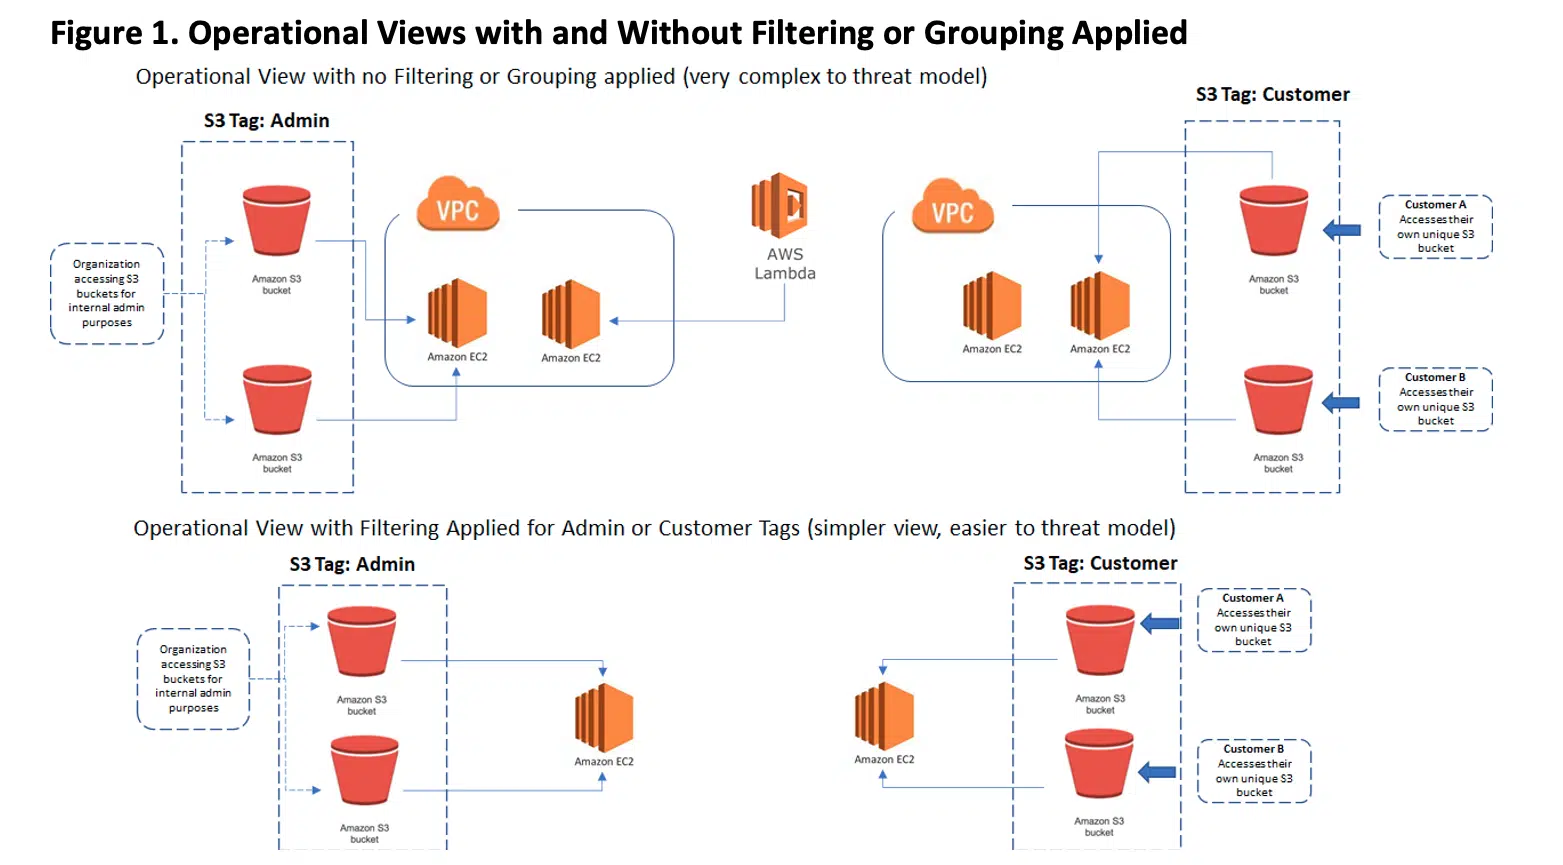 Figure 1. Operational Views with and Without Filtering or Grouping Applied
Operational View with no Filtering or Grouping applied (very complex to threat model)
S3 Tag: Admin
Organization
accessing S3
buckets for
internal admin
purposes
Amazon S3
bucket
Amazon S3
bucket
VPC
Amazon EC2
Amazon EC2
AWS
Lambda
VPC
Amazon EC2
Amazon EC2
S3 Tag: Customer
Amazon S3
bucket
Amazon S3
bucket
Customer A
Accesses their
own unique S3
bucket
Customer B
Accesses their
own unique S3
bucket
Operational View with Filtering Applied for Admin or Customer Tags (simpler view, easier to threat model)
S3 Tag: Admin
Organization
accessing S3
buckets for
internal admin
purposes
Amazon S3
bucket
Amazon S3
bucket
Amazon EC2
Amazon EC2
S3 Tag: Customer
Amazon S3
bucket
Amazon S3
bucket
Customer A
Accesses their
own unique S3
bucket
Customer B
Accesses their
own unique S3
bucket